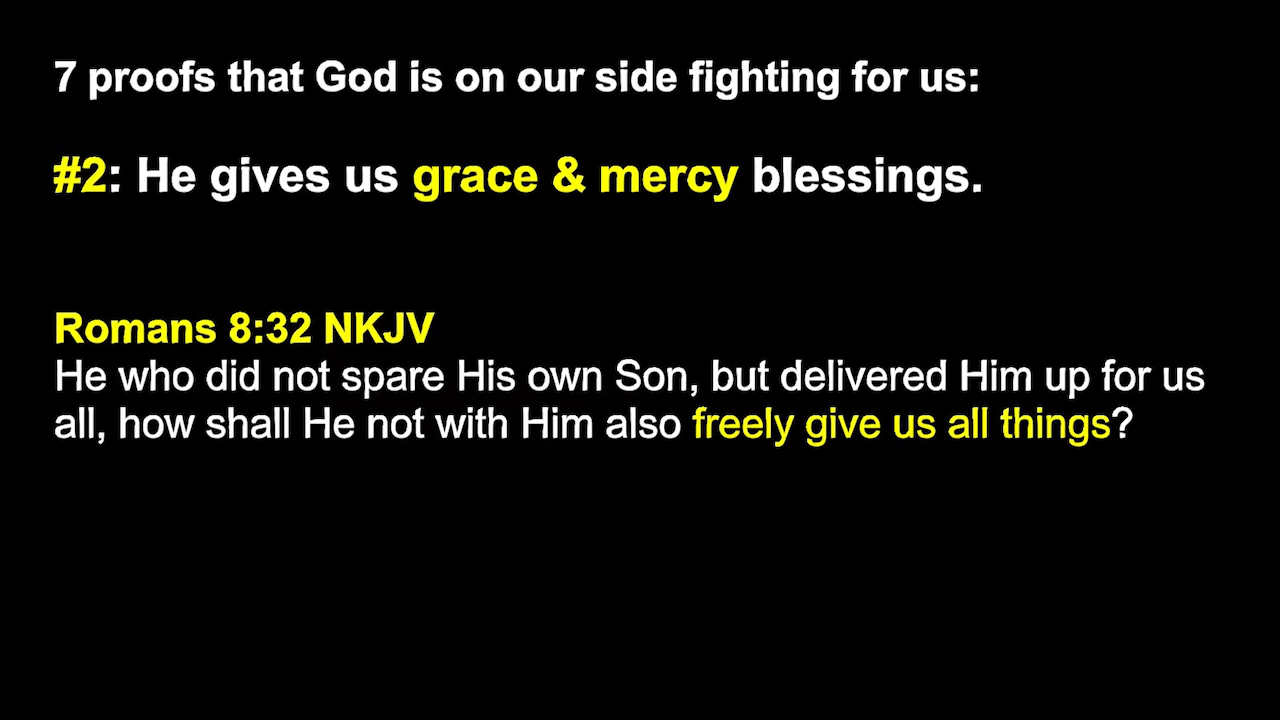 7 proofs that God is on our side fighting for us:
#2: He gives us grace & mercy blessings.
Romans 8:32 NKJV
He who did not spare His own Son, but delivered Him up for us
all, how shall He not with Him also freely give us all things?